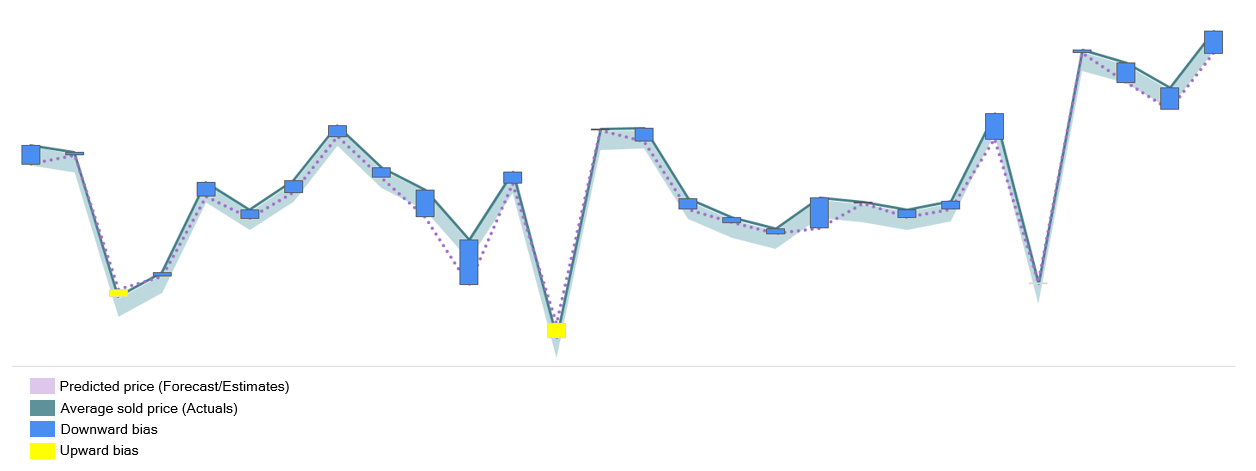 Predicted price (Forecast/Estimates)
Average sold price (Actuals)
Downward bias
Upward bias